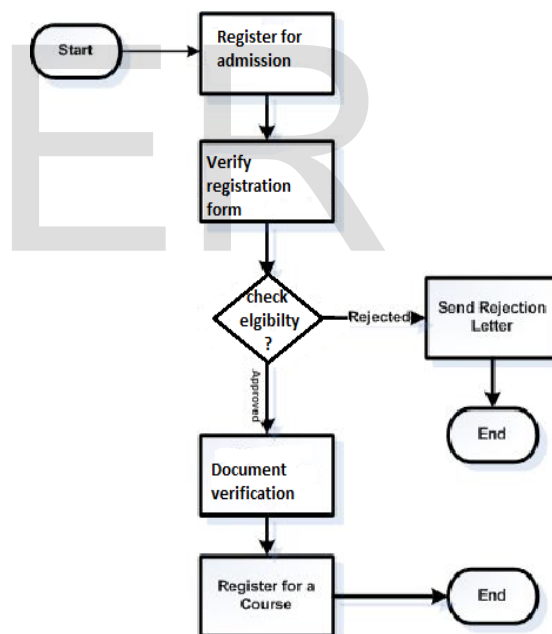 ER
Start
Register for
admission
Verify
registration
form
check
elgibilty
?
Rejected
Send Rejection
Letter
End
Approved
Document
verification
Register for a
Course
End